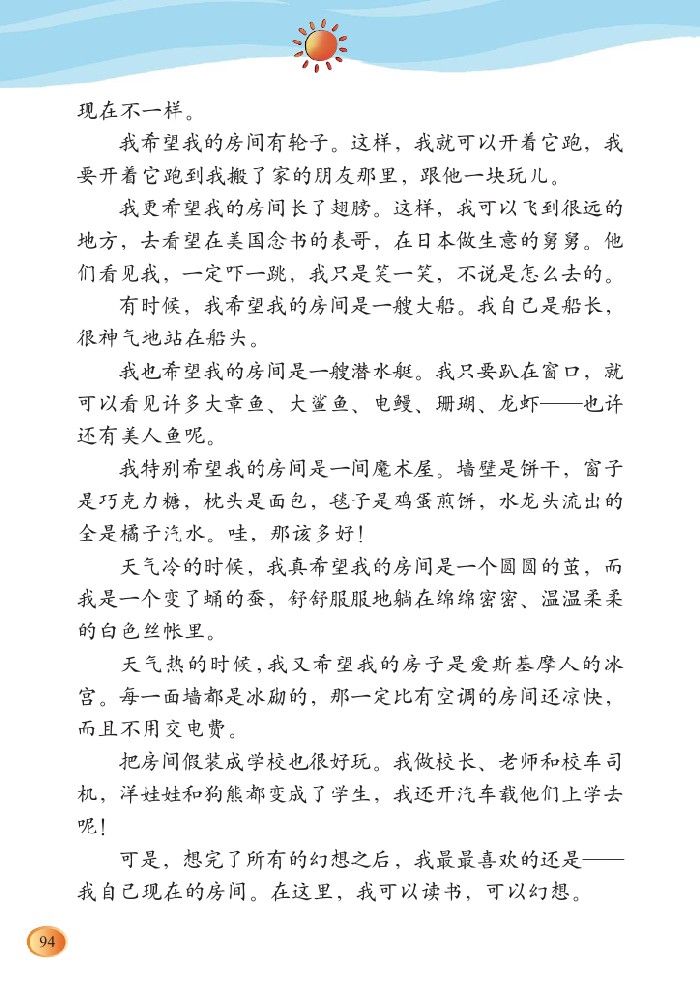 现在不一样。
我希望我的房间有轮子。这样，我就可以开着它跑，我
要开着它跑到我搬了家的朋友那里，跟他一块玩儿。
我更希望我的房间长了翅膀。这样，我可以飞到很远的
地方，去看望在美国念书的表哥，在日本做生意的舅舅。他
们看见我，一定吓一跳，我只是笑一笑，不说是怎么去的。
有时候，我希望我的房间是一艘大船。我自己是船长，
很神气地站在船头。
我也希望我的房间是一艘潜水艇。我只要趴在窗口，就
可以看见许多大章鱼、大鲨鱼、电鳗、珊瑚、龙虾——也许
还有美人鱼呢。
我特别希望我的房间是一间魔术屋。墙壁是饼干，窗子
是巧克力糖，枕头是面包，毯子是鸡蛋煎饼，水龙头流出的
全是橘子汽水。哇，那该多好！
天气冷的时候，我真希望我的房间是一个圆圆的茧，而
我是一个变了蛹的蚕，舒舒服服地躺在绵绵密密、温温柔柔
的白色丝帐里。
天气热的时候，我又希望我的房子是爱斯基摩人的冰
宫。每一面墙都是冰砌的，那一定比有空调的房间还凉快，
而且不用交电费。
把房间假装成学校也很好玩。我做校长、老师和校车司
机，洋娃娃和狗熊都变成了学生，我还开汽车载他们上学去
呢！
可是，想完了所有的幻想之后，我最最喜欢的还是——
我自己现在的房间。在这里，我可以读书，可以幻想。
94